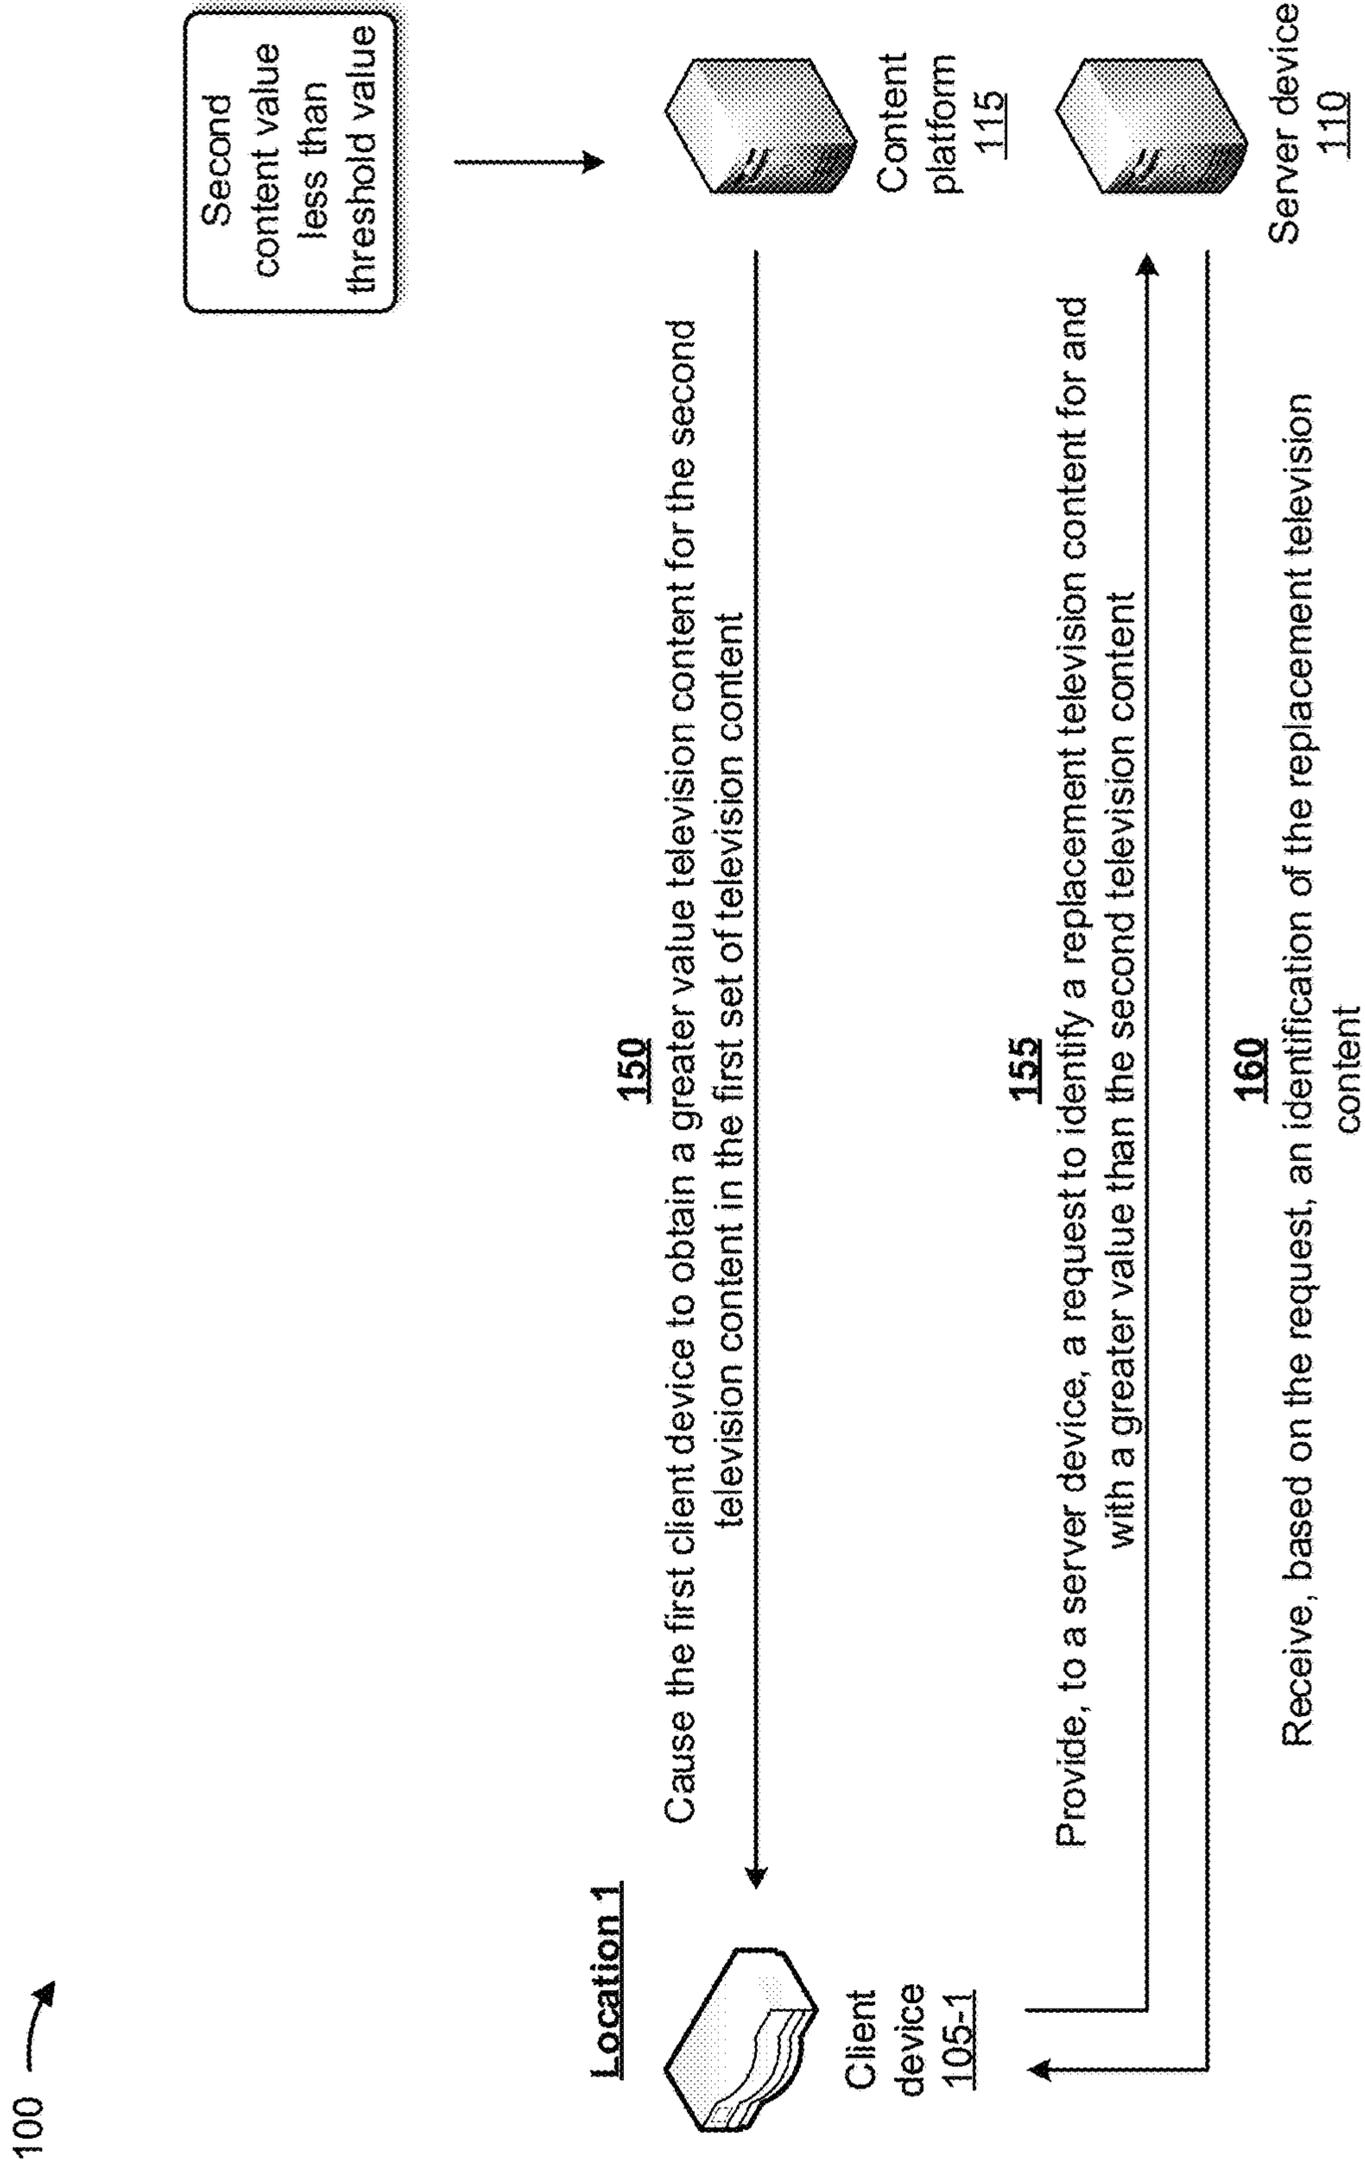 100
Second
content value
less than
threshold value
Location 1
150
Cause the first client device to obtain a greater value television content for the second
television content in the first set of television content
Client
device
105-1
Content
platform
115
155
Provide, to a server device, a request to identify a replacement television content for and
with a greater value than the second television content
160
Receive, based on the request, an identification of the replacement television
content
Server device
110